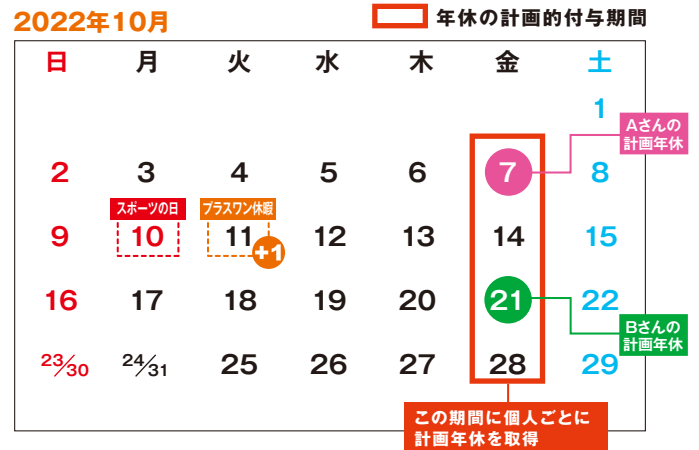 2022年10月
年休の計画的付与期間
日 月 火 水 木 金 土
1
Aさんの
計画年休
2 3 4 5 6 7 8
スポーツの日 プラスワン休暇
9 10 11 12 13 14 15
+1
16 17 18 19 20 21 22
Bさんの
計画年休
23/30 24/31 25 26 27 28 29
この期間に個人ごとに
計画年休を取得